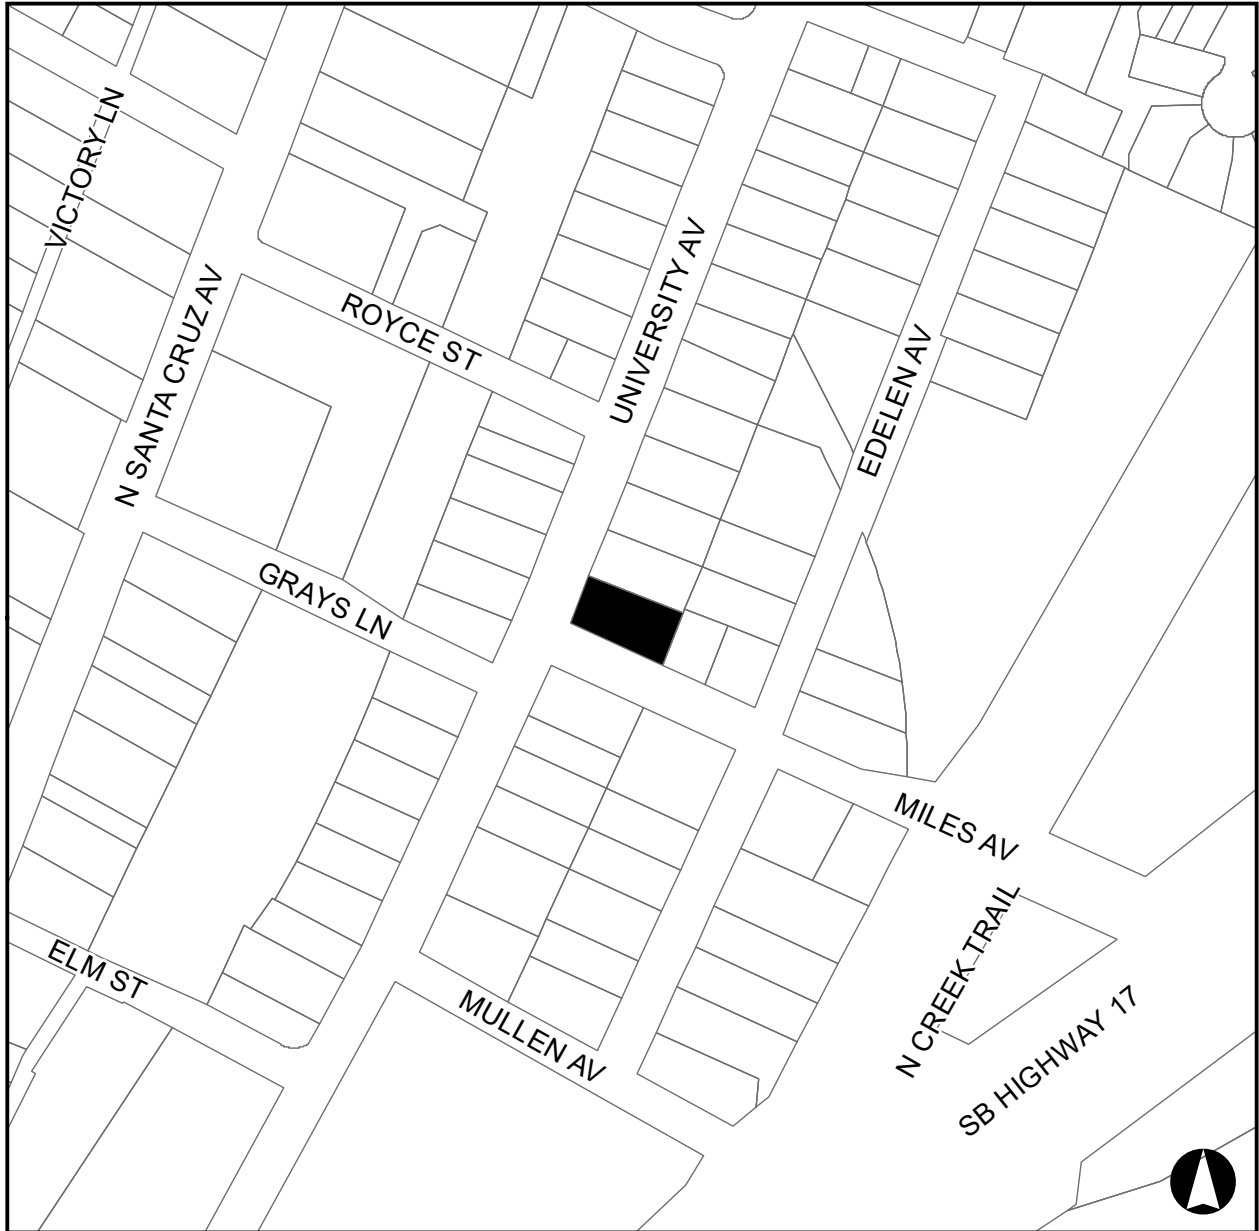 VICTORY LN
N SANTA CRUZ AV
ROYCE ST
UNIVERSITY AV
EDELEN AV
GRAYS LN
MILES AV
N CREEK TRAIL
ELM ST
MULLEN AV
SB HIGHWAY 17